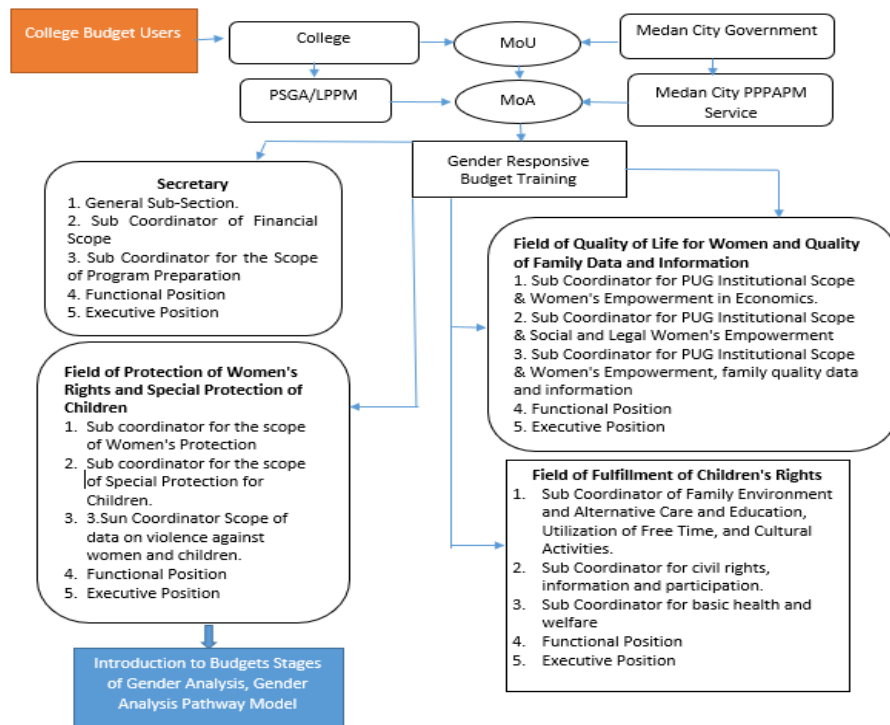 College Budget Users
College
MoU
Medan City Government
PSGA/LPPM
MoA
Medan City PPPAPM
Service
Gender Responsive
Budget Training
Secretary
1. General Sub-Section.
2. Sub Coordinator of Financial
Scope
3. Sub Coordinator for the Scope
of Program Preparation
4. Functional Position
5. Executive Position
Field of Quality of Life for Women and Quality
of Family Data and Information
1. Sub Coordinator for PUG Institutional Scope
& Women's Empowerment in Economics.
2. Sub Coordinator for PUG Institutional Scope
& Social and Legal Women's Empowerment
3. Sub Coordinator for PUG Institutional Scope
& Women's Empowerment, family quality data
and information
4. Functional Position
5. Executive Position
Field of Protection of Women's
Rights and Special Protection of
Children
1. Sub coordinator for the scope
of Women's Protection
2. Sub coordinator for the scope
of Special Protection for
Children.
3. 3.Sun Coordinator Scope of
data on violence against
women and children.
4. Functional Position
5. Executive Position
Field of Fulfillment of Children's Rights
1. Sub Coordinator of Family Environment
and Alternative Care and Education,
Utilization of Free Time, and Cultural
Activities.
2. Sub Coordinator for civil rights,
information and participation.
3. Sub Coordinator for basic health and
welfare
4. Functional Position
5. Executive Position
Introduction to Budgets Stages
of Gender Analysis, Gender
Analysis Pathway Model